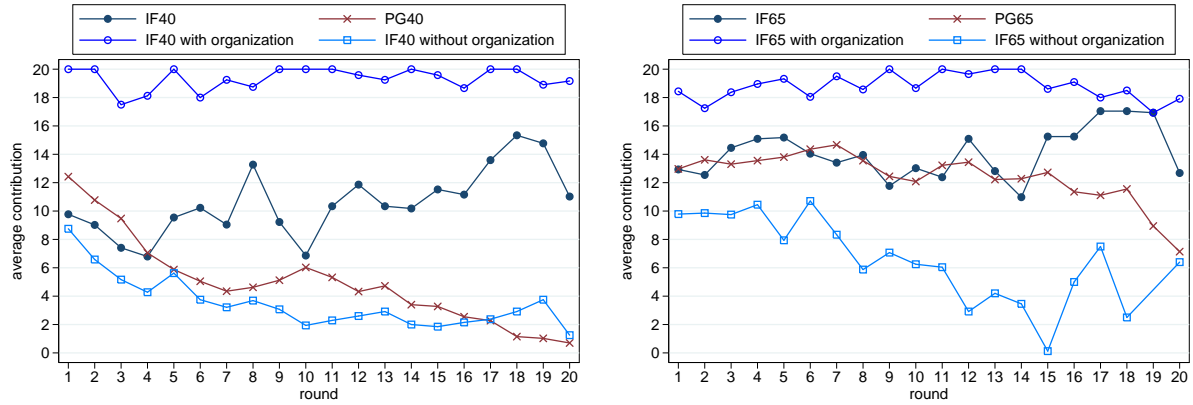 IF40 PG40
IF40 with organization IF40 without organization
average contribution
20
18
16
14
12
10
8
6
4
2
0
1 2 3 4 5 6 7 8 9 10 11 12 13 14 15 16 17 18 19 20
round
IF65 PG65
IF65 with organization IF65 without organization
average contribution
20
18
16
14
12
10
8
6
4
2
0
1 2 3 4 5 6 7 8 9 10 11 12 13 14 15 16 17 18 19 20
round